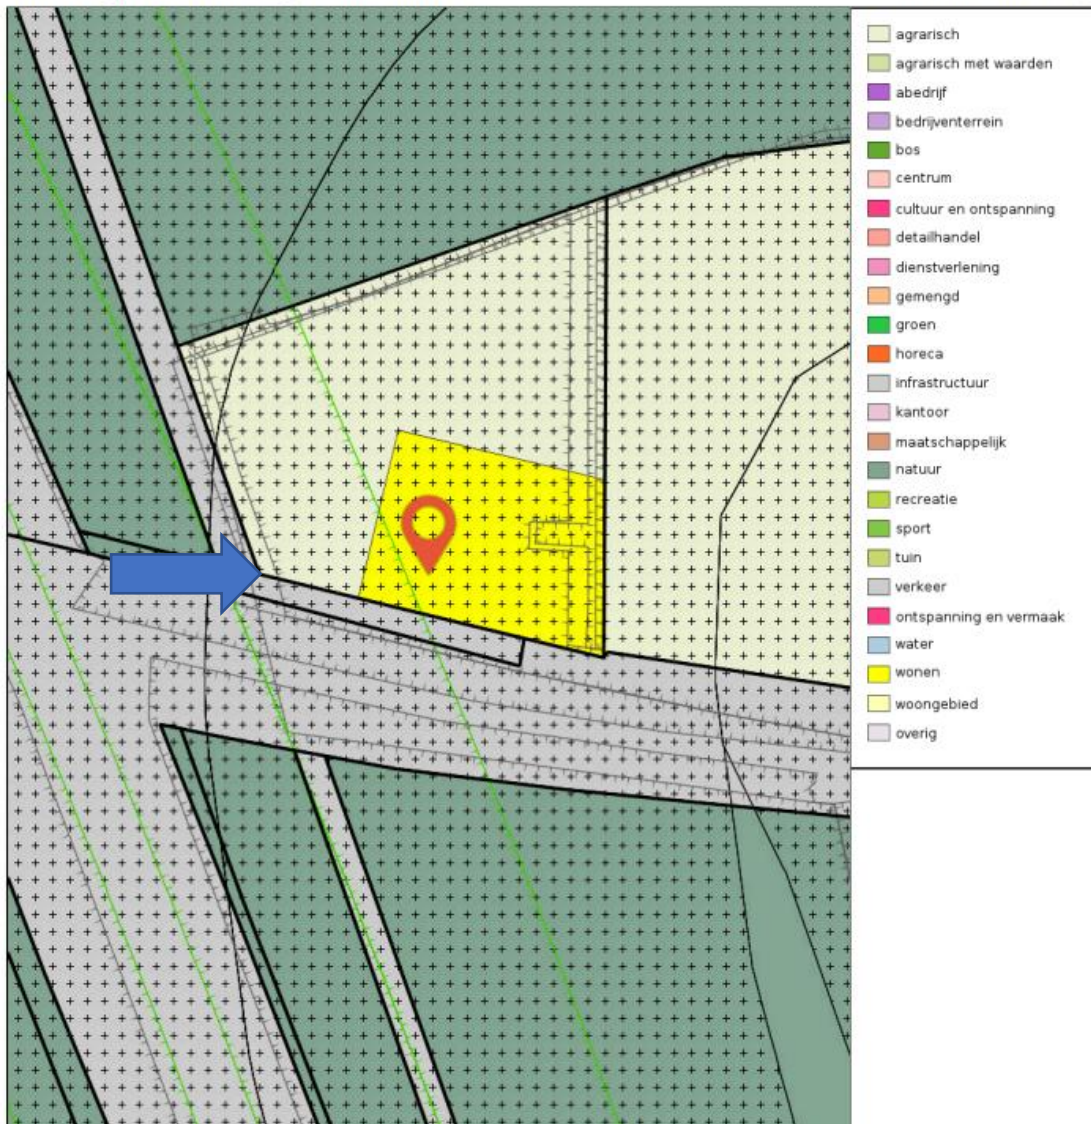 agrarisch
agrarisch met waarden
abedrijf
bedrijventerrein
bos
centrum
cultuur en ontspanning
detailhandel
dienstverlening
gemengd
groen
horeca
infrastructuur
kantoor
maatschappelijk
natuur
recreatie
sport
tuin
verkeer
ontspanning en vermaak
water
wonen
woongebied
overig